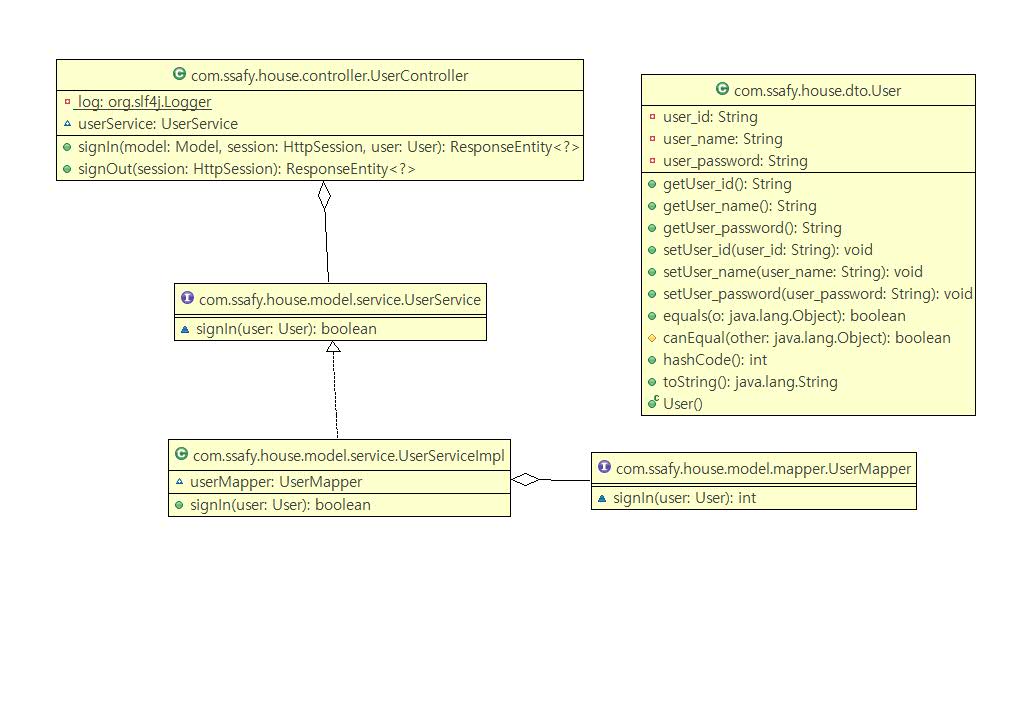 com.ssafy.house.controller.UserController
log: org.slf4j.Logger
userService: UserService
signIn(model: Model, session: HttpSession, user: User): ResponseEntity<?>
signOut(session: HttpSession): ResponseEntity<?>
com.ssafy.house.dto.User
user_id: String
user_name: String
user_password: String
getUser_id(): String
getUser_name(): String
getUser_password(): String
setUser_id(user_id: String): void
setUser_name(user_name: String): void
setUser_password(user_password: String): void
equals(o: java.lang.Object): boolean
canEqual(other: java.lang.Object): boolean
hashCode(): int
toString(): java.lang.String
User()
com.ssafy.house.model.service.UserService
signIn(user: User): boolean
com.ssafy.house.model.service.UserServiceImpl
userMapper: UserMapper
signIn(user: User): boolean
com.ssafy.house.model.mapper.UserMapper
signIn(user: User): int